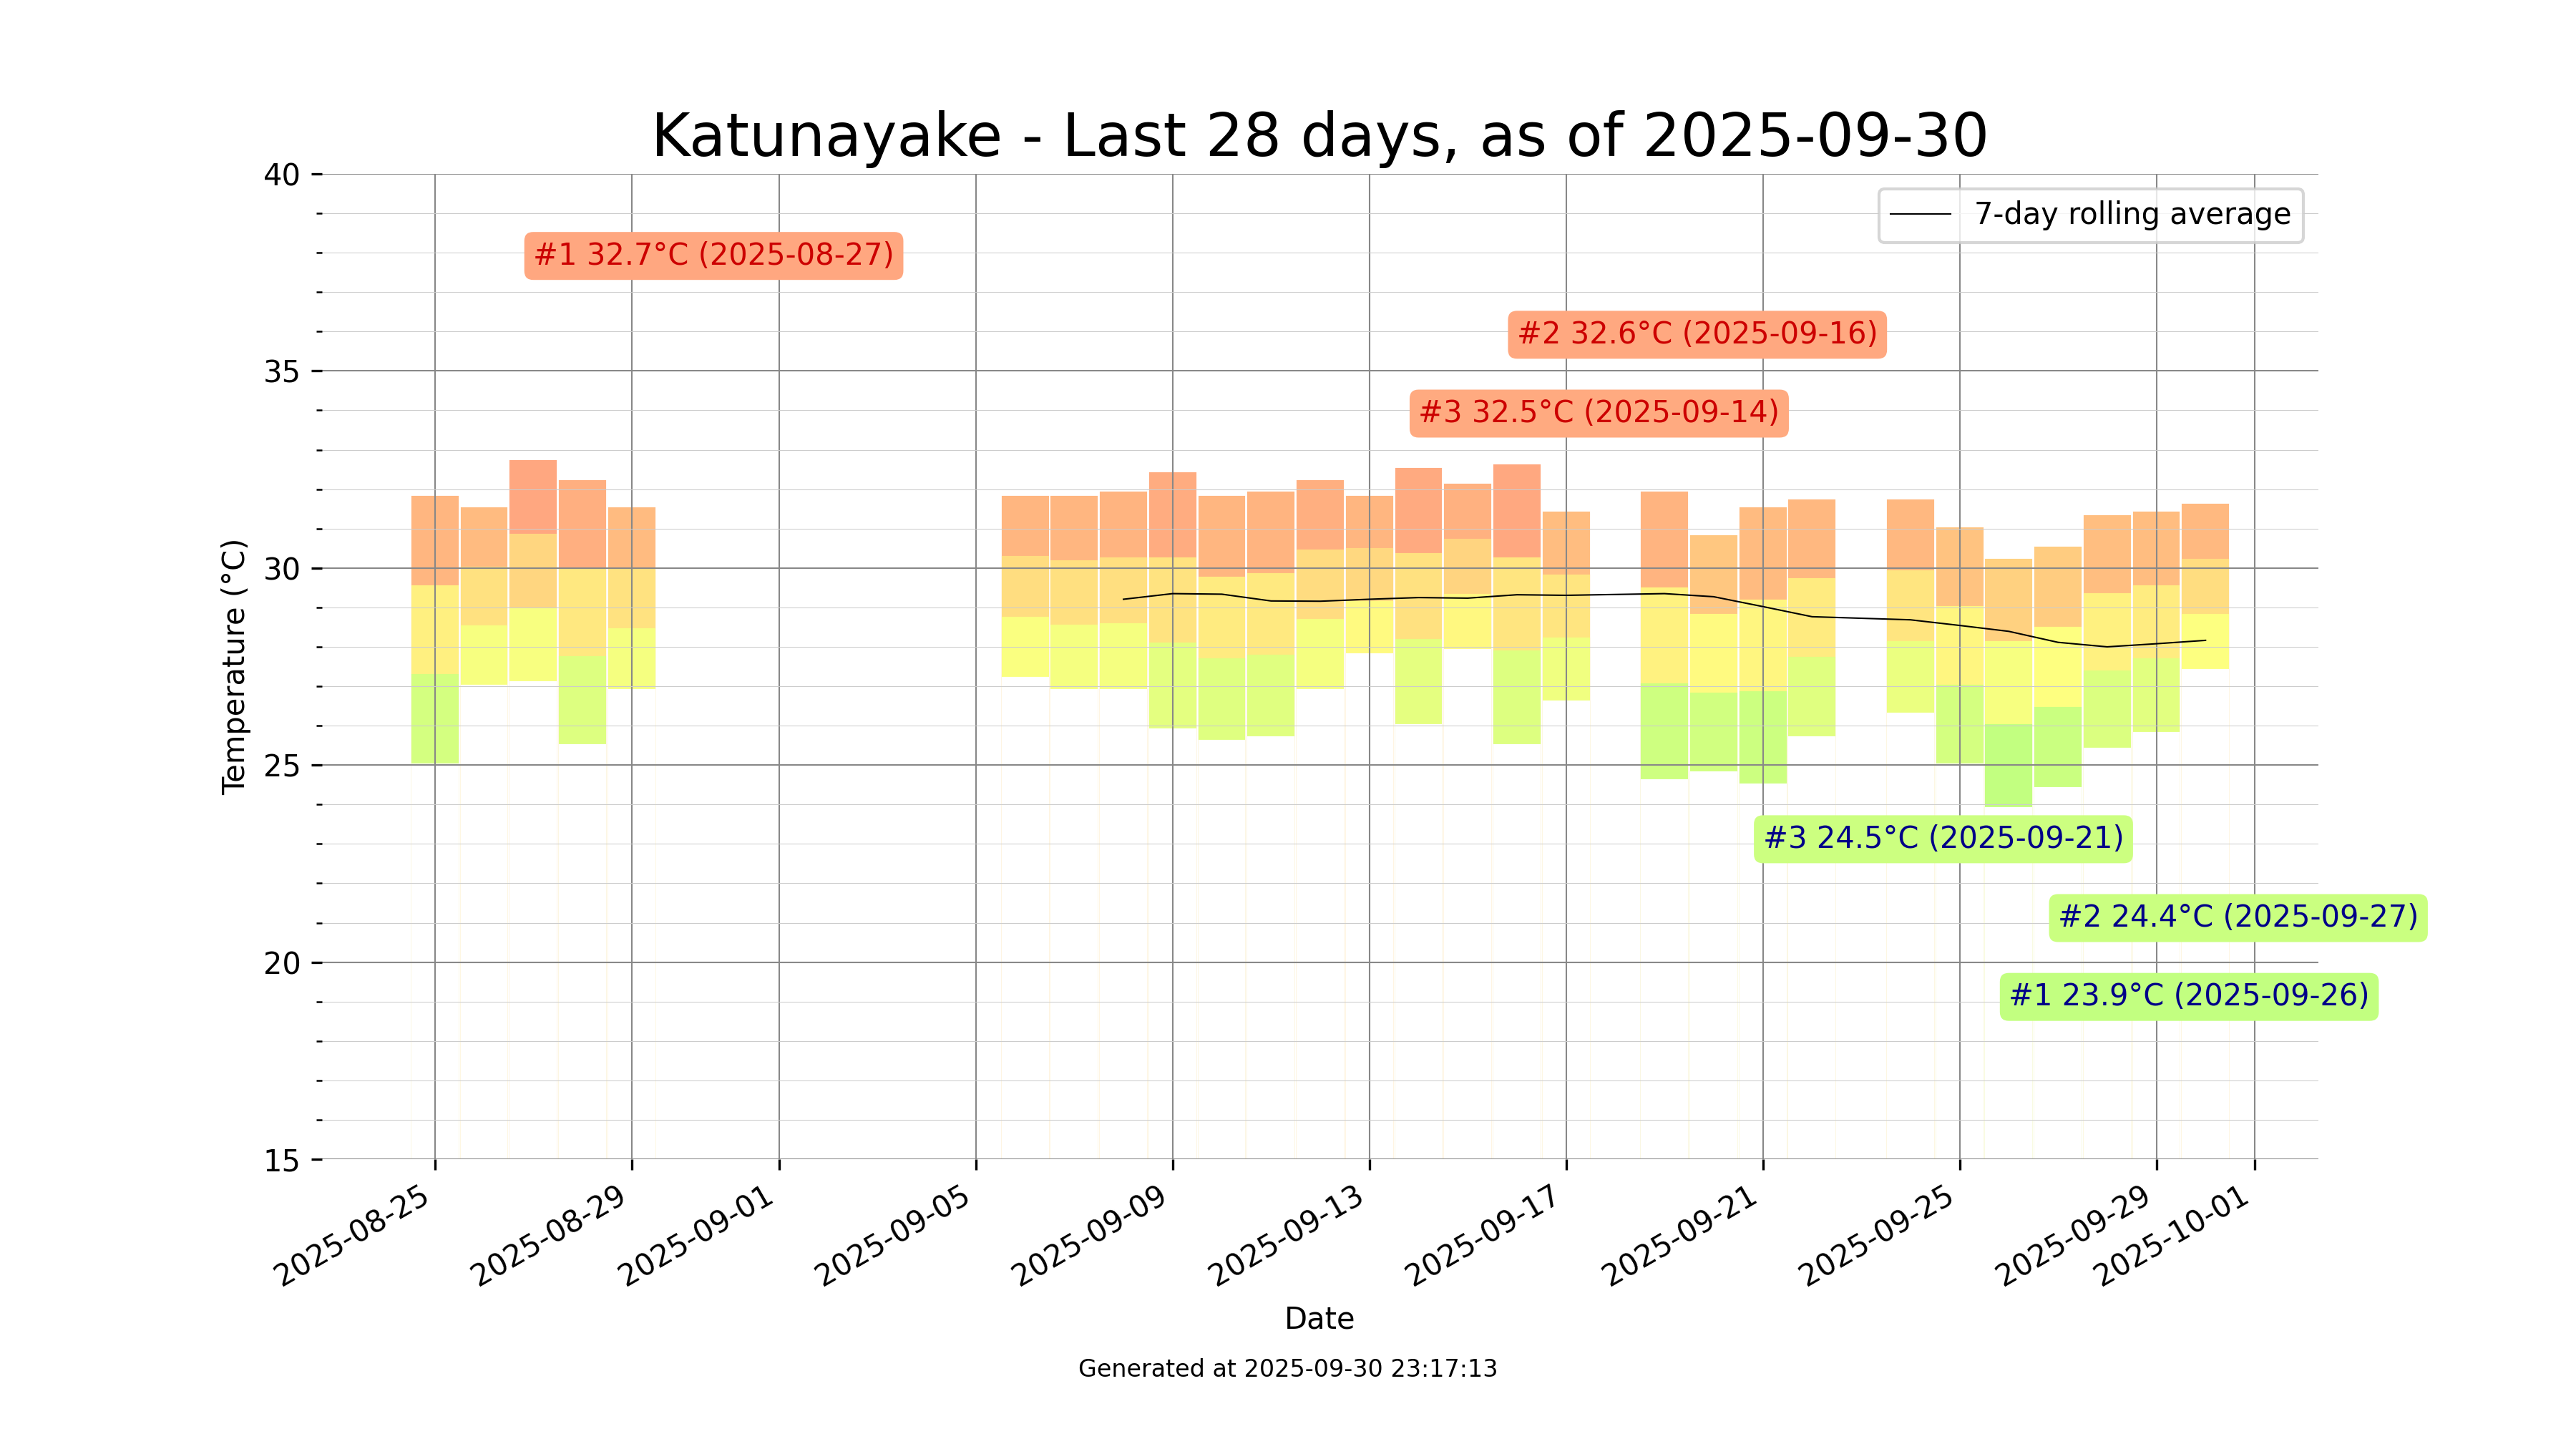 Katunayake - Last 28 days, as of 2025-09-30
7-day rolling average
#1 32.7°C (2025-08-27)
#2 32.6°C (2025-09-16)
#3 32.5°C (2025-09-14)
#3 24.5°C (2025-09-21)
#2 24.4°C (2025-09-27)
#1 23.9°C (2025-09-26)
Temperature (°C)
40
35
30
25
20
15
2025-08-25
2025-08-29
2025-09-01
2025-09-05
2025-09-09
2025-09-13
2025-09-17
2025-09-21
2025-09-25
2025-09-29
2025-10-01
Date
Generated at 2025-09-30 23:17:13